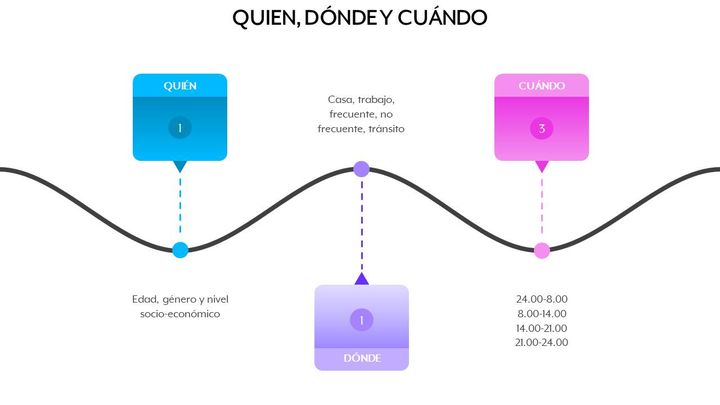 QUIEN, DÓNDE Y CUÁNDO
QUIÉN
1
Edad, género y nivel
socio-económico
Casa, trabajo,
frecuente, no
frecuente, tránsito
1
DÓNDE
CUÁNDO
3
24.00-8.00
8.00-14.00
14.00-21.00
21.00-24.00